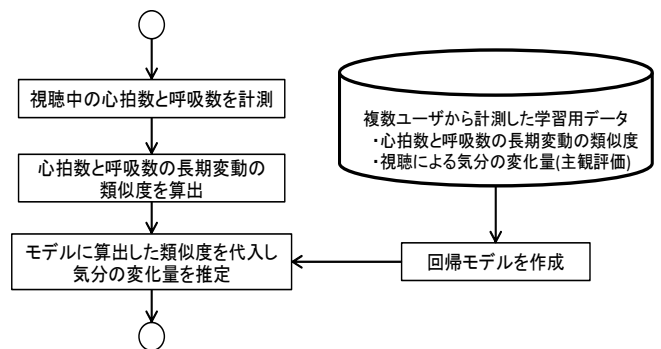 視聴中の心拍数と呼吸数を計測
心拍数と呼吸数の長期変動の
類似度を算出
モデルに算出した類似度を代入し
気分の変化量を推定
複数ユーザから計測した学習用データ
・心拍数と呼吸数の長期変動の類似度
・視聴による気分の変化量(主観評価)
回帰モデルを作成